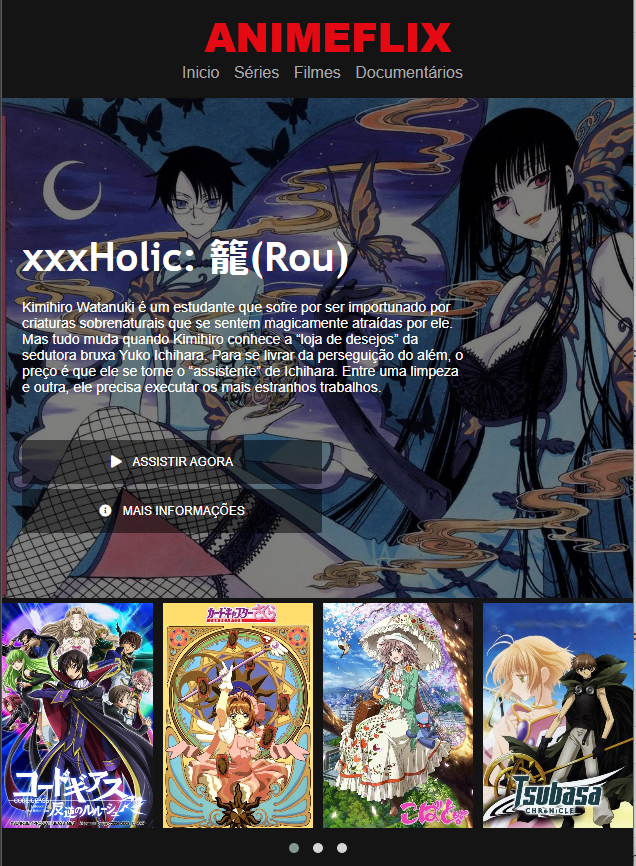 ANIMEFLIX
Inicio Séries Filmes Documentários
xxxHolic: 籠(Rou)
Kimihiro Watanuki é um estudante que sofre por ser importunado por
criaturas sobrenaturais que se sentem magicamente atraídas por ele.
Mas tudo muda quando Kimihiro conhece a “loja de desejos” da
sedutora bruxa Yuko Ichihara. Para se livrar da perseguição do além, o
preço é que ele se torne o “assistente” de Ichihara. Entre uma limpeza
e outra, ele precisa executar os mais estranhos trabalhos.
ASSISTIR AGORA
MAIS INFORMAÇÕES
カードキャプターさくら
コードギアス
反逆のルルーシュ
こばと。
Tsubasa
CHRoNiCLE